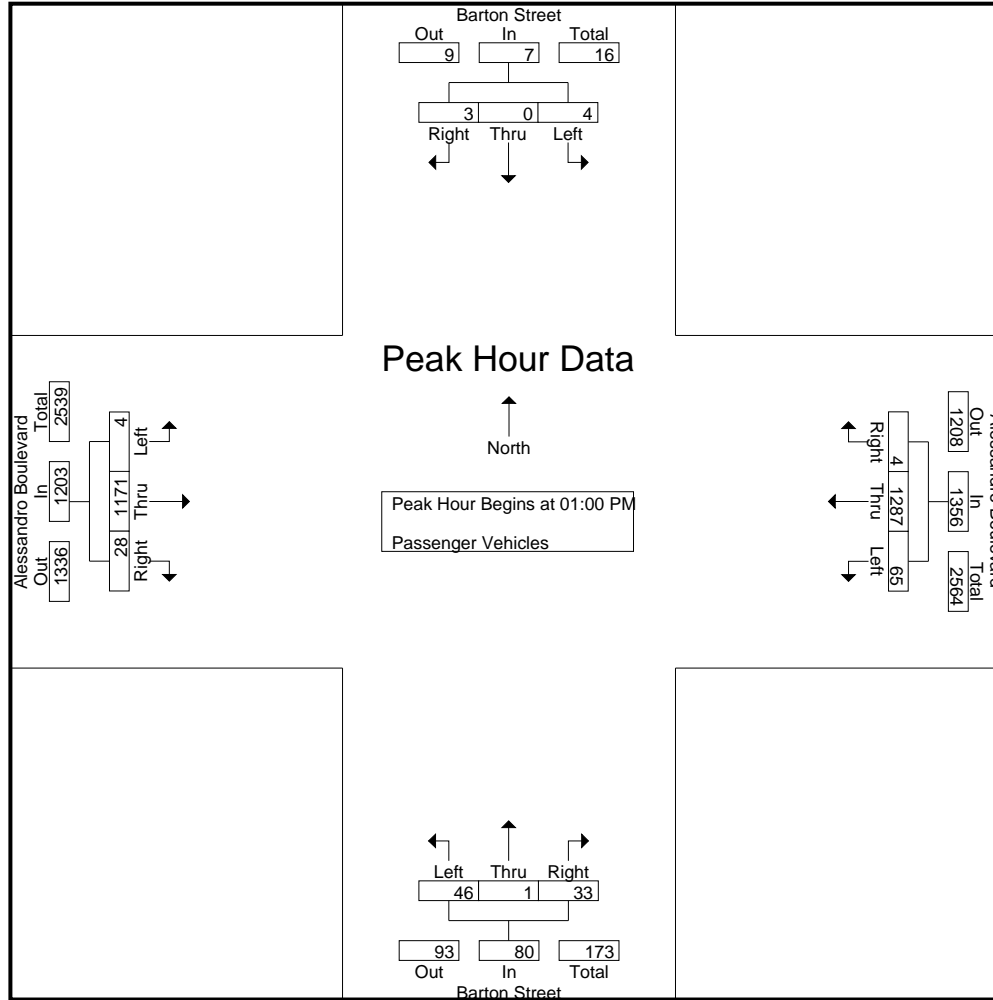 Barton Street
Out In Total
9 7 16
3 0 4
Right Thru Left
Peak Hour Data
North
Peak Hour Begins at 01:00 PM
Passenger Vehicles
Alessandro Boulevard
Total In Out
2539 1203 1336
4 1171 28
Left Thru Right
Boulevard
Out In Total
1208 1356 2564
4 1287 65
Right Thru Left
Left Thru Right
46 1 33
93 80 173
Out In Total
Barton Street